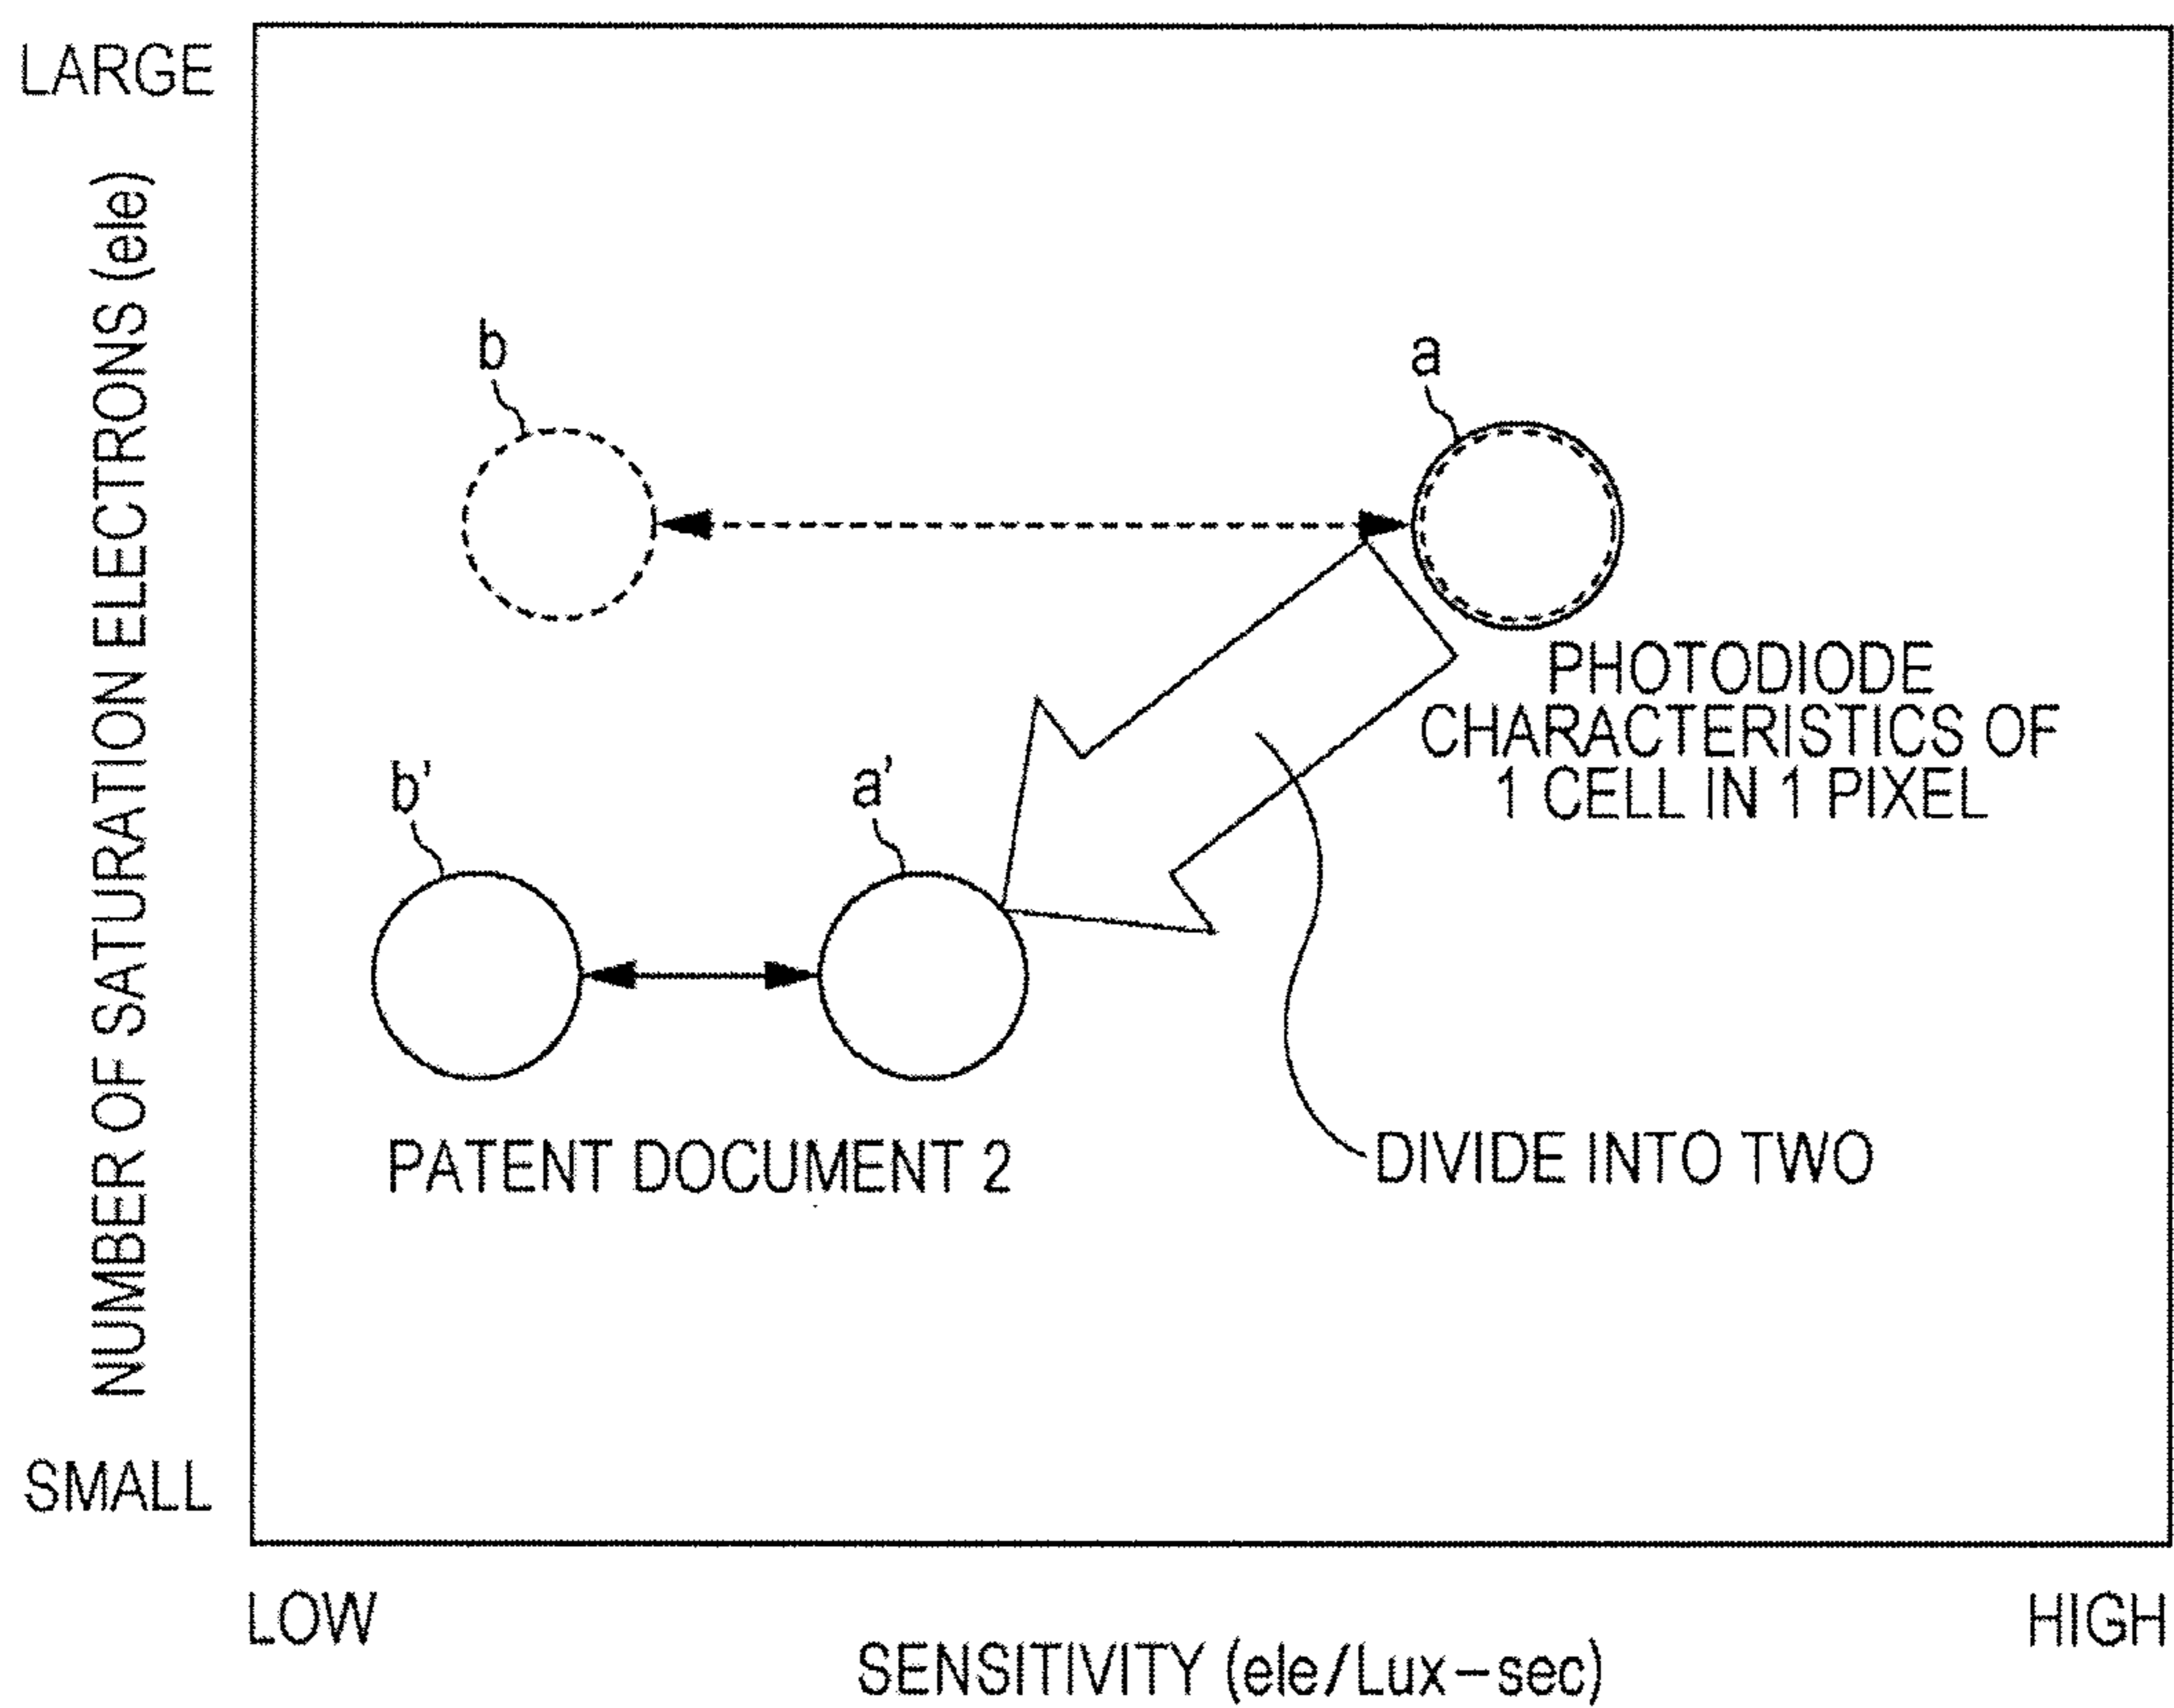 LARGE
NUMBER OF SATURATION ELECTRONS (ele)
SMALL
b
a
PHOTODIODE
CHARACTERISTICS OF
1 CELL IN 1 PIXEL
b'
a'
PATENT DOCUMENT 2
DIVIDE INTO TWO
LOW
HIGH
SENSITIVITY (ele/Lux-sec)